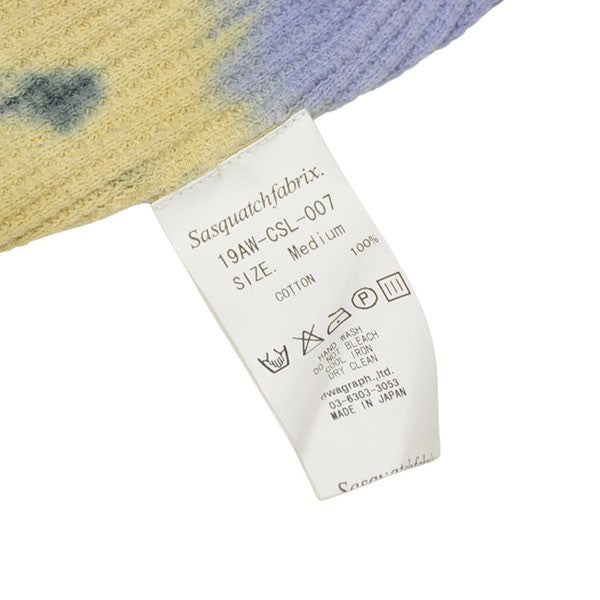 Sasquatchfabrix.
19AW-CSL-007
SIZE. Medium
COTTON 100%
P
HAND WASH
DO NOT BLEACH
COOL IRON
DRY CLEAN
dwagraph.,ltd.
03-6303-3053
MADE IN JAPAN
Sasquatchfabrix